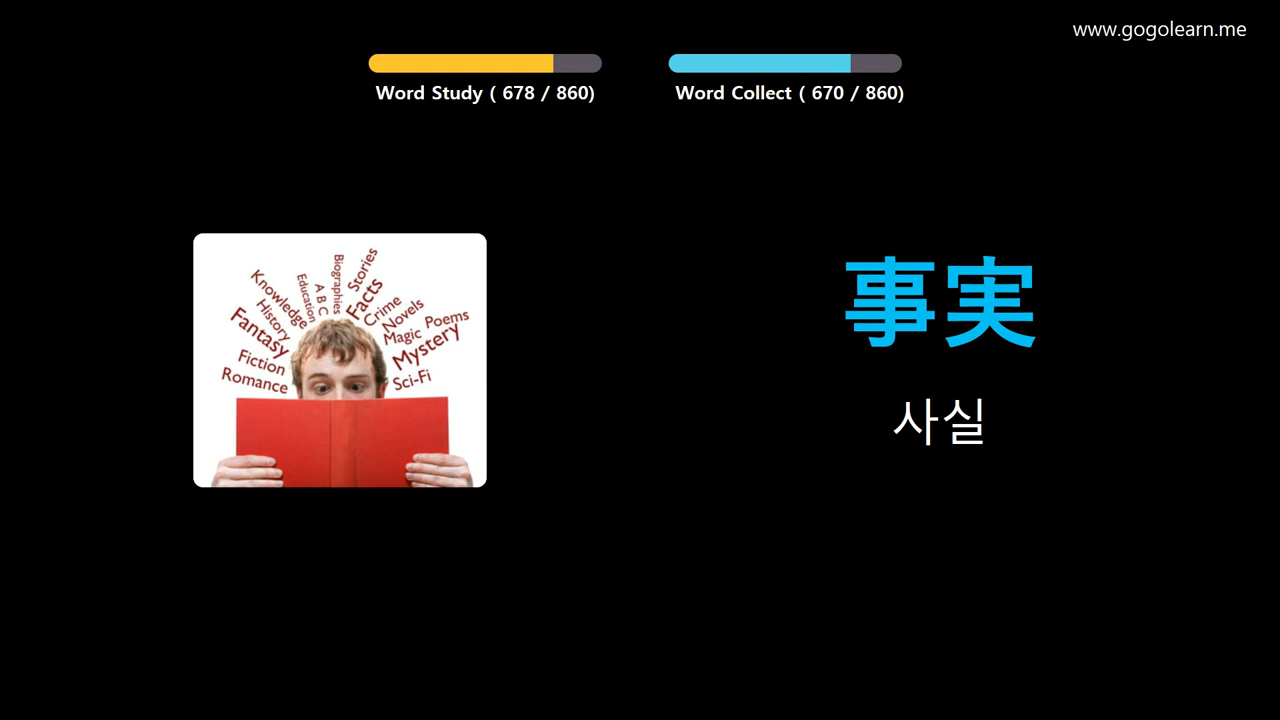 www.gogolearn.me
Word Study ( 678 / 860)
Word Collect ( 670 / 860)
Knowledge
History
Fantasy
Fiction
Romance
Education
A B C
Biographies
Stories
Facts
Crime
Novels
Magic
Poems
Mystery
Sci-Fi
事実
사실